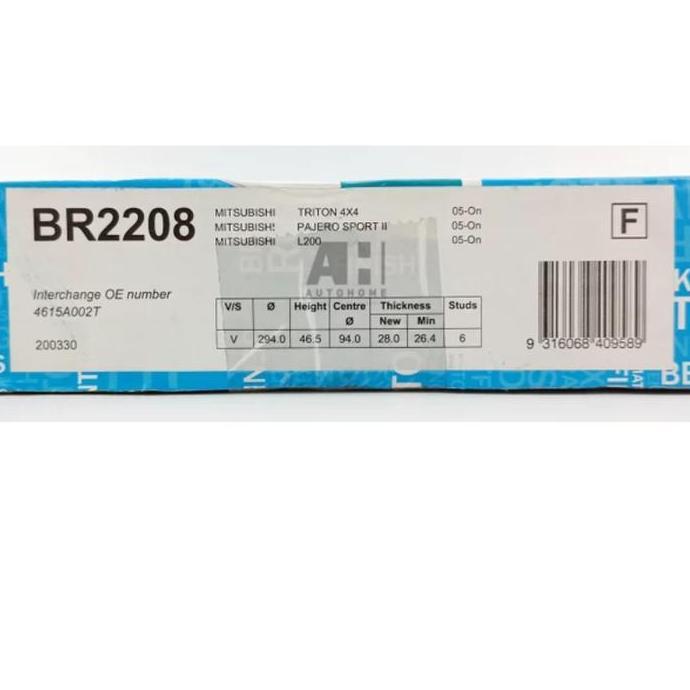 BR2208
MITSUBISHI TRITON 4X4 05-On
MITSUBISHI PAJERO SPORT II 05-On
MITSUBISHI L200 05-On
F
AH
AUTOHOME
Interchange OE number
4615A002T
200330
V/S Ø Height Centre Ø Thickness Studs
New Min
V 294.0 46.5 94.0 28.0 26.4 6
9 316068 409589